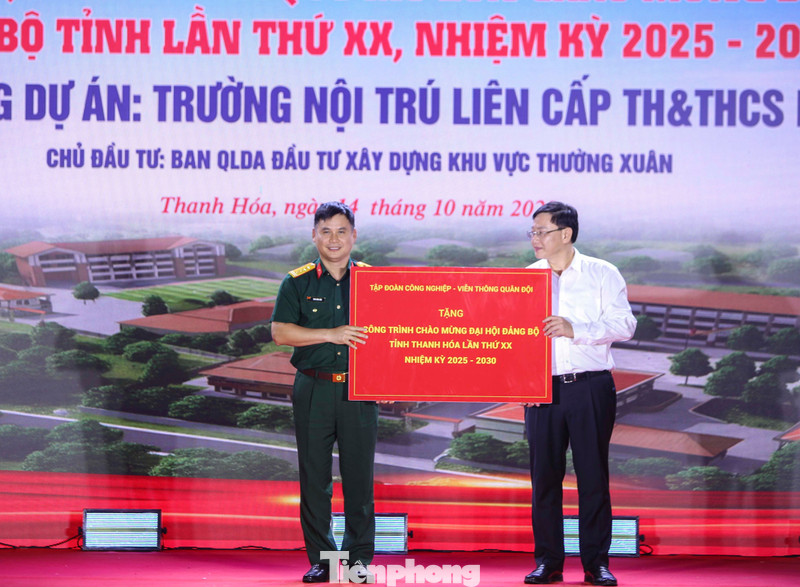 BỘ TỈNH LẦN THỨ XX, NHIỆM KỲ 2025 - 20
G DỰ ÁN: TRƯỜNG NỘI TRÚ LIÊN CẤP TH&THCS
CHỦ ĐẦU TƯ: BAN QLDA ĐẦU TƯ XÂY DỰNG KHU VỰC THƯỜNG XUÂN
Thanh Hóa, ngày 14 tháng 10 năm 202
TẬP ĐOÀN CÔNG NGHIỆP - VIỄN THÔNG QUÂN ĐỘI
TẶNG
CÔNG TRÌNH CHÀO MỪNG ĐẠI HỘI ĐẢNG BỘ
TỈNH THANH HÓA LẦN THỨ XX
NHIỆM KỲ 2025 - 2030
Tiênphong